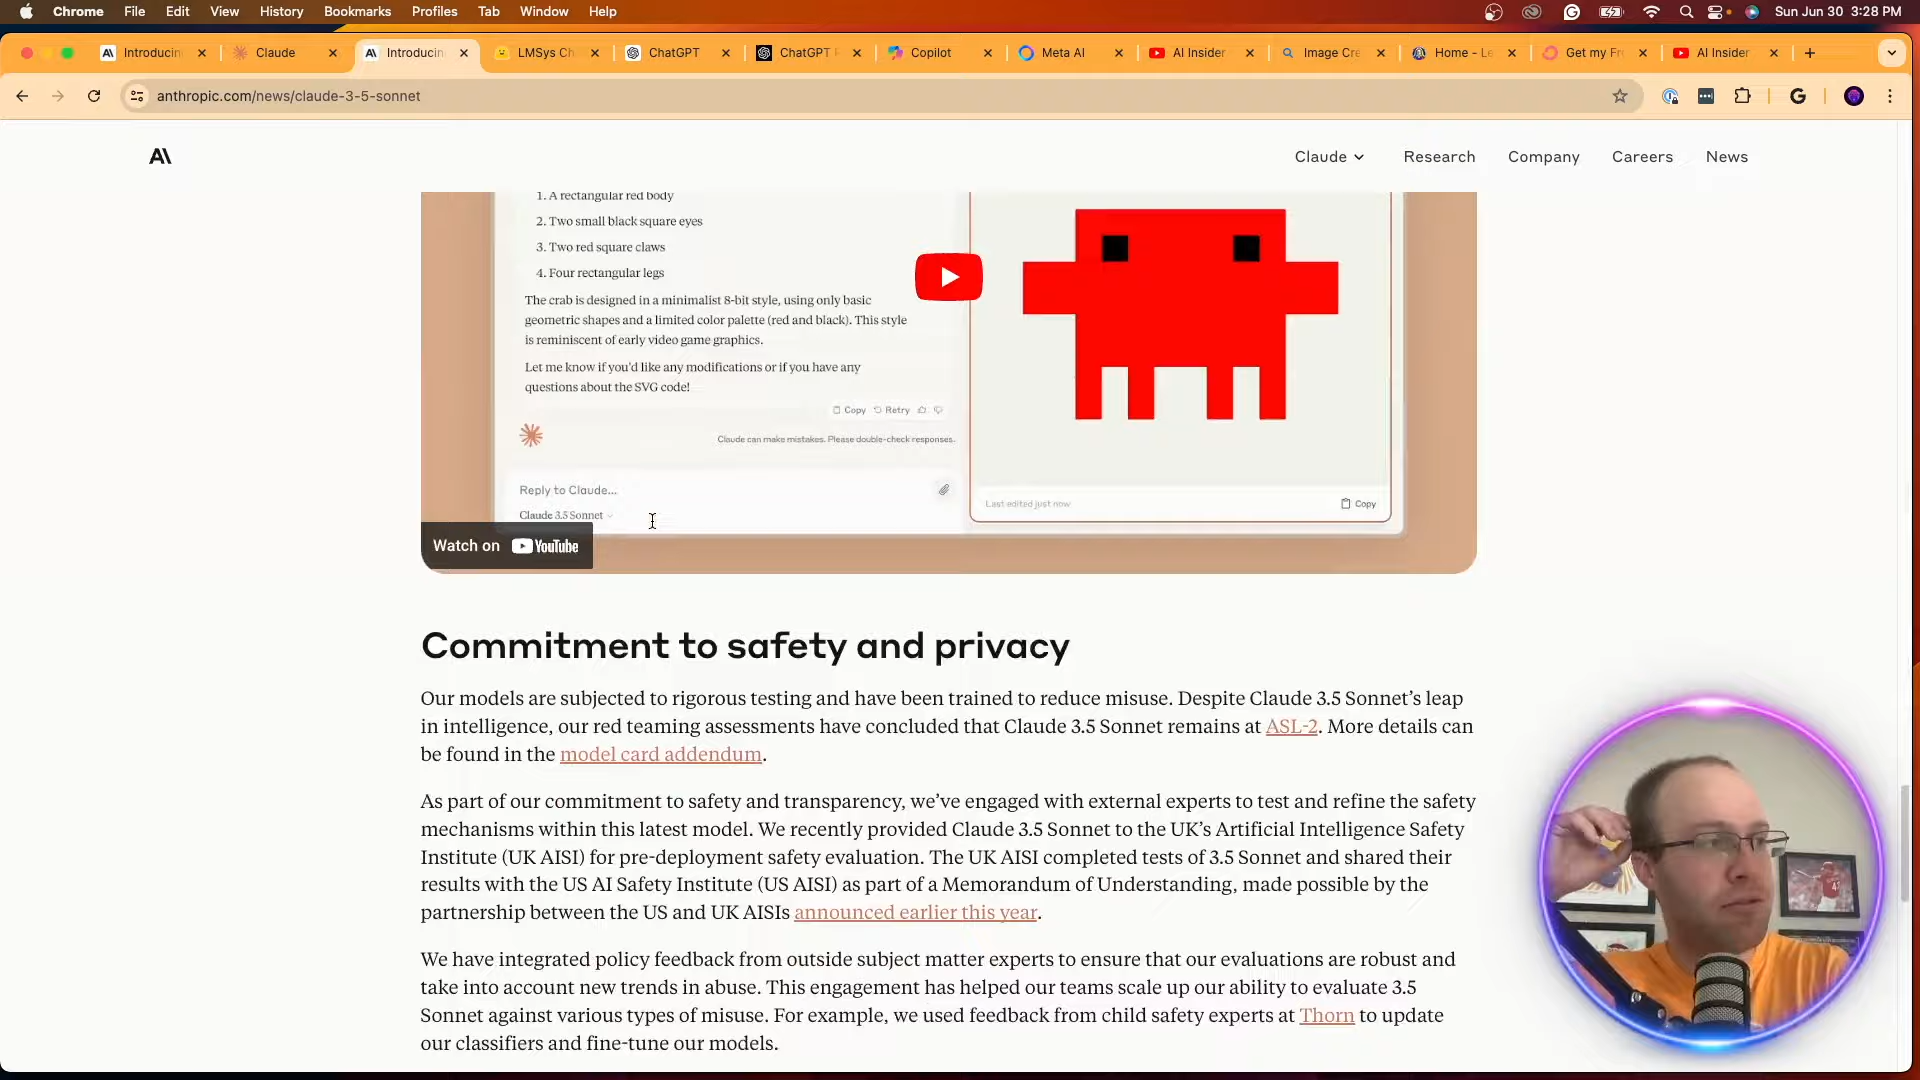 Chrome File Edit View History Bookmarks Profiles Tab Window Help Sun Jun 30 3:28 PM
Introducin Claude Introducin LMSys Ch ChatGPT ChatGPT Copilot Meta AI AI Insider Image Cre Home - Le Get my Fr AI Insider
anthropic.com/news/claude-3-5-sonnet
Claude Research Company Careers News
1. A rectangular red body
2. Two small black square eyes
3. Two red square claws
4. Four rectangular legs
The crab is designed in a minimalist 8-bit style, using only basic
geometric shapes and a limited color palette (red and black). This style
is reminiscent of early video game graphics.
Let me know if you'd like any modifications or if you have any
questions about the SVG code!
Copy Retry
Claude can make mistakes. Please double-check responses.
Reply to Claude...
Claude 3.5 Sonnet
Last edited just now Copy
Watch on YouTube
Commitment to safety and privacy
Our models are subjected to rigorous testing and have been trained to reduce misuse. Despite Claude 3.5 Sonnet’s leap
in intelligence, our red teaming assessments have concluded that Claude 3.5 Sonnet remains at ASL-2. More details can
be found in the model card addendum.
As part of our commitment to safety and transparency, we’ve engaged with external experts to test and refine the safety
mechanisms within this latest model. We recently provided Claude 3.5 Sonnet to the UK’s Artificial Intelligence Safety
Institute (UK AISI) for pre-deployment safety evaluation. The UK AISI completed tests of 3.5 Sonnet and shared their
results with the US AI Safety Institute (US AISI) as part of a Memorandum of Understanding, made possible by the
partnership between the US and UK AISIs announced earlier this year.
We have integrated policy feedback from outside subject matter experts to ensure that our evaluations are robust and
take into account new trends in abuse. This engagement has helped our teams scale up our ability to evaluate 3.5
Sonnet against various types of misuse. For example, we used feedback from child safety experts at Thorn to update
our classifiers and fine-tune our models.